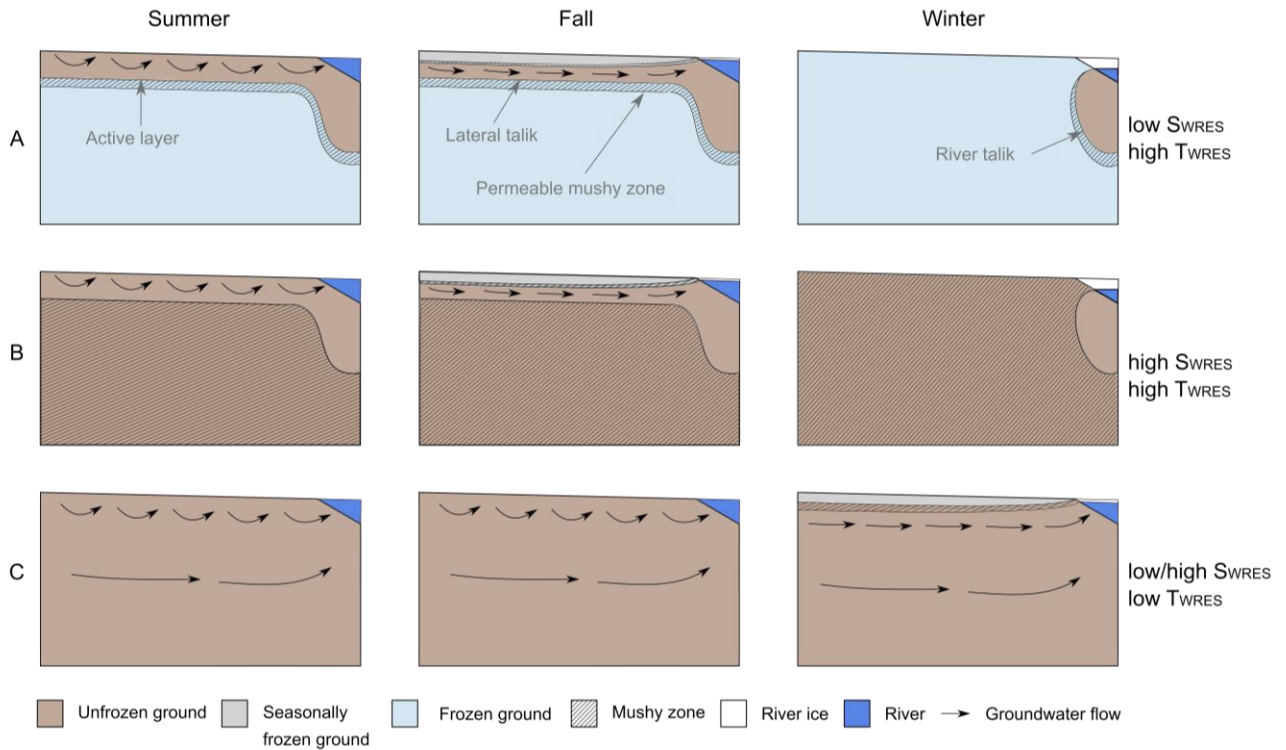 Summer
Fall
Winter
A
Active layer
Lateral talik
Permeable mushy zone
River talik
low SWRES
high TWRES
B
high SWRES
high TWRES
C
low/high SWRES
low TWRES
Unfrozen ground
Seasonally
frozen ground
Frozen ground
Mushy zone
River ice
River
Groundwater flow